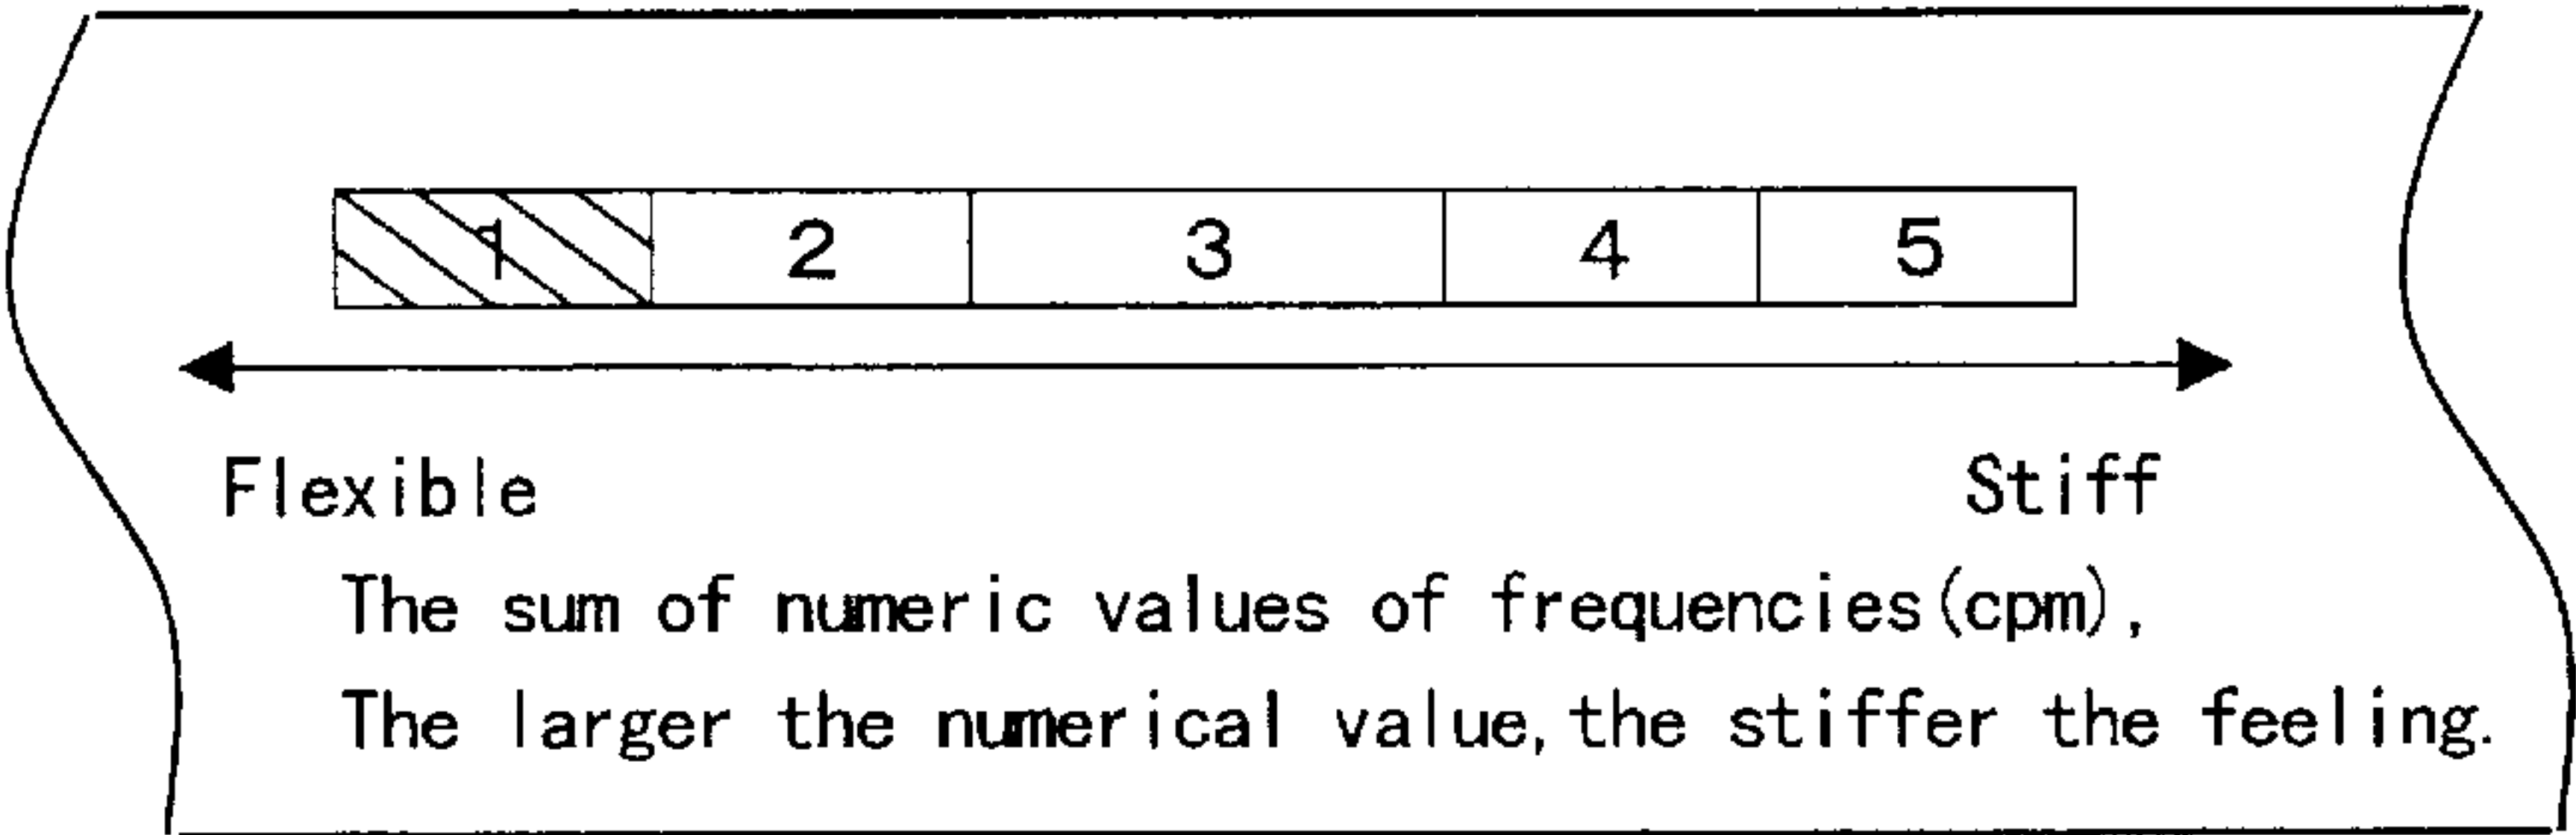 1 2 3 4 5
Flexible Stiff
The sum of numeric values of frequencies(cpm),
The larger the numerical value, the stiffer the feeling.